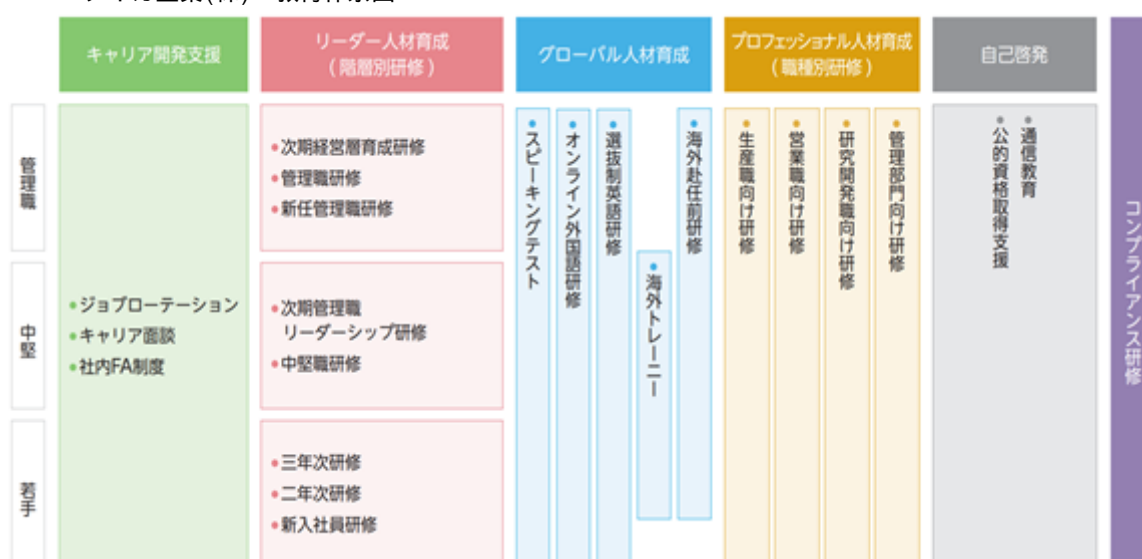 キャリア開発支援
リーダー人材育成
(階層別研修)
グローバル人材育成
プロフェッショナル人材育成
(職種別研修)
自己啓発
コンプライアンス研修
管理職
中堅
若手
•ジョブローテーション
•キャリア面談
•社内FA制度
•次期経営層育成研修
•管理職研修
•新任管理職研修
•次期管理職
リーダーシップ研修
•中堅職研修
•三年次研修
•二年次研修
•新入社員研修
•スピーキングテスト
•オンライン外国語研修
•選抜制英語研修
•海外トレーニー
•海外赴任前研修
•生産職向け研修
•営業職向け研修
•研究開発職向け研修
•管理部門向け研修
•通信教育
•公的資格取得支援